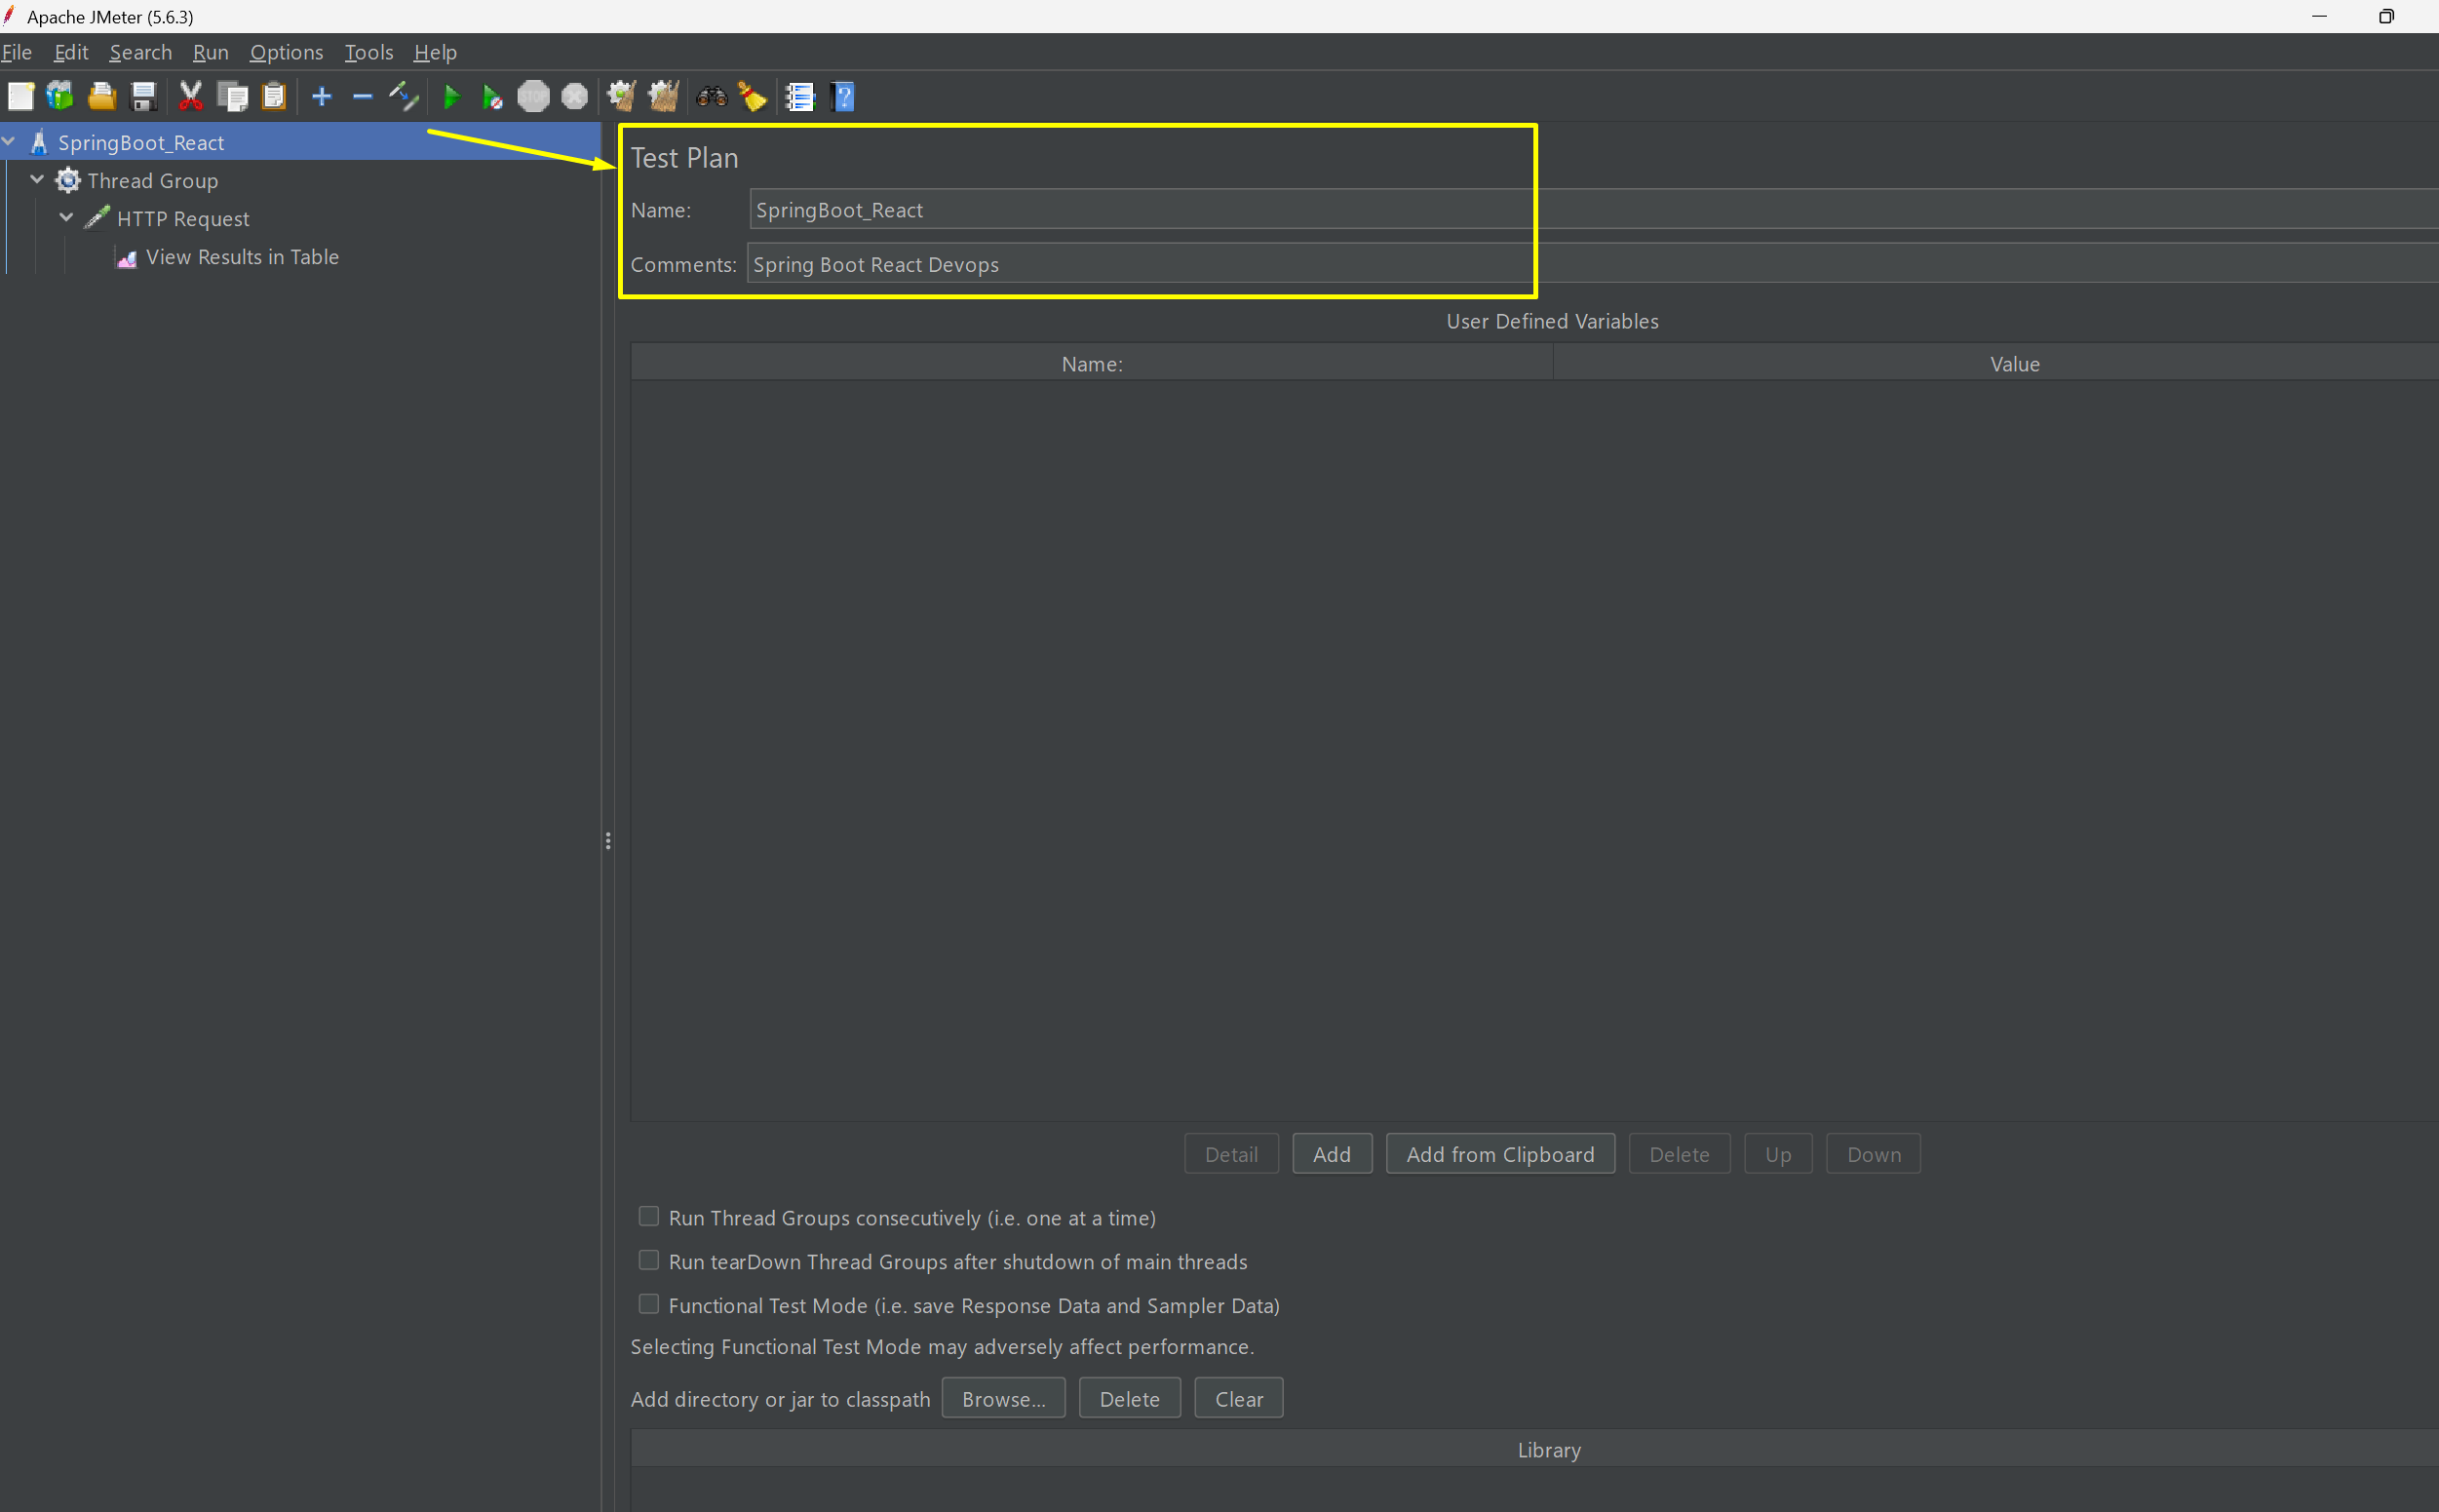 Apache JMeter (5.6.3)
File Edit Search Run Options Tools Help
STOP
SpringBoot_React
Thread Group
HTTP Request
View Results in Table
Test Plan
Name: SpringBoot_React
Comments: Spring Boot React Devops
User Defined Variables
Name: Value
Detail Add Add from Clipboard Delete Up Down
Run Thread Groups consecutively (i.e. one at a time)
Run tearDown Thread Groups after shutdown of main threads
Functional Test Mode (i.e. save Response Data and Sampler Data)
Selecting Functional Test Mode may adversely affect performance.
Add directory or jar to classpath Browse... Delete Clear
Library